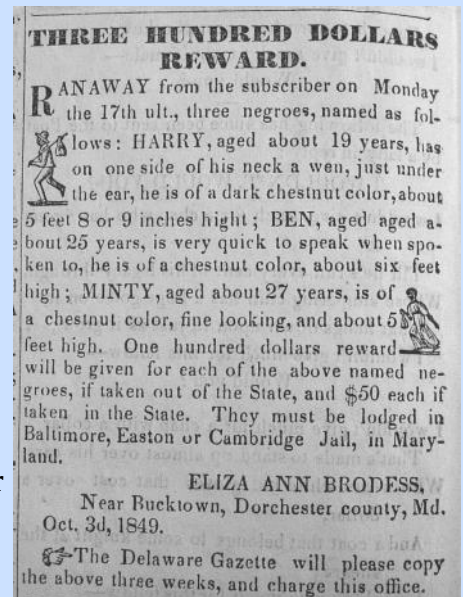 THREE HUNDRED DOLLARS
REWARD.
RANAWAY from the subscriber on Monday
the 17th ult., three negroes, named as fol-
lows: HARRY, aged about 19 years, has
on one side of his neck a wen, just under
the ear, he is of a dark chestnut color, about
5 feet 8 or 9 inches hight; BEN, aged aged a-
bout 25 years, is very quick to speak when spo-
ken to, he is of a chestnut color, about six feet
high; MINTY, aged about 27 years, is of
a chestnut color, fine looking, and about 5
feet high. One hundred dollars reward
will be given for each of the above named ne-
groes, if taken out of the State, and $50 each if
taken in the State. They must be lodged in
Baltimore, Easton or Cambridge Jail, in Mary-
land.
ELIZA ANN BRODESS,
Near Bucktown, Dorchester county, Md.
Oct. 3d, 1849.
☞The Delaware Gazette will please copy
the above three weeks, and charge this office.